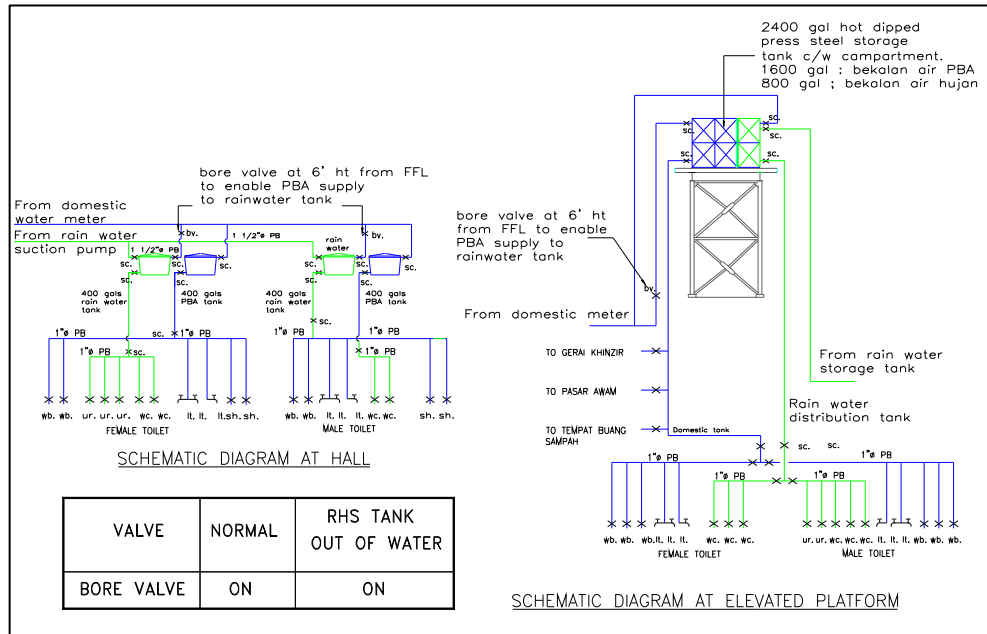 2400 gal hot dipped
press steel storage
tank c/w campartment.
1600 gal ; bekalan air PBA
800 gal ; bekalan air hujan
sc.
sc.
sc.
sc.
bore valve at 6' ht from FFL
to enable PBA supply
to rainwater tank
From domestic
water meter
From rain water
suction pump
1 1/2"ø PB
1 1/2"ø PB
bv.
bv.
rain
water
sc.
sc.
sc.
sc.
sc.
sc.
sc.
sc.
sc.
sc.
400 gals
rain water
tank
400 gals
PBA tank
400 gals
rain water
tank
400 gals
PBA tank
sc.
sc.
sc.
1"ø PB
1"ø PB
1"ø PB
1"ø PB
1"ø PB
wb. wb. ur. ur. ur. wc. wc. lt. lt. lt.sh. sh.
FEMALE TOILET
wb. wb. lt. lt. lt. wc. wc. sh. sh.
MALE TOILET
SCHEMATIC DIAGRAM AT HALL
VALVE NORMAL RHS TANK
OUT OF WATER
BORE VALVE ON ON
bore valve at 6' ht
from FFL to enable
PBA supply to
rainwater tank
bv.
From domestic meter
TO GERAI KHINZIR
TO PASAR AWAM
TO TEMPAT BUANG
SAMPAH
Domestic tank
From rain water
storage tank
Rain water
distribution tank
sc. sc.
1"ø PB
1"ø PB
1"ø PB
1"ø PB
wb. wb. wb.lt. lt. lt. wc. wc. wc.
FEMALE TOILET
ur. ur. wc. wc. wc. lt. lt. lt. wb. wb. wb.
MALE TOILET
SCHEMATIC DIAGRAM AT ELEVATED PLATFORM